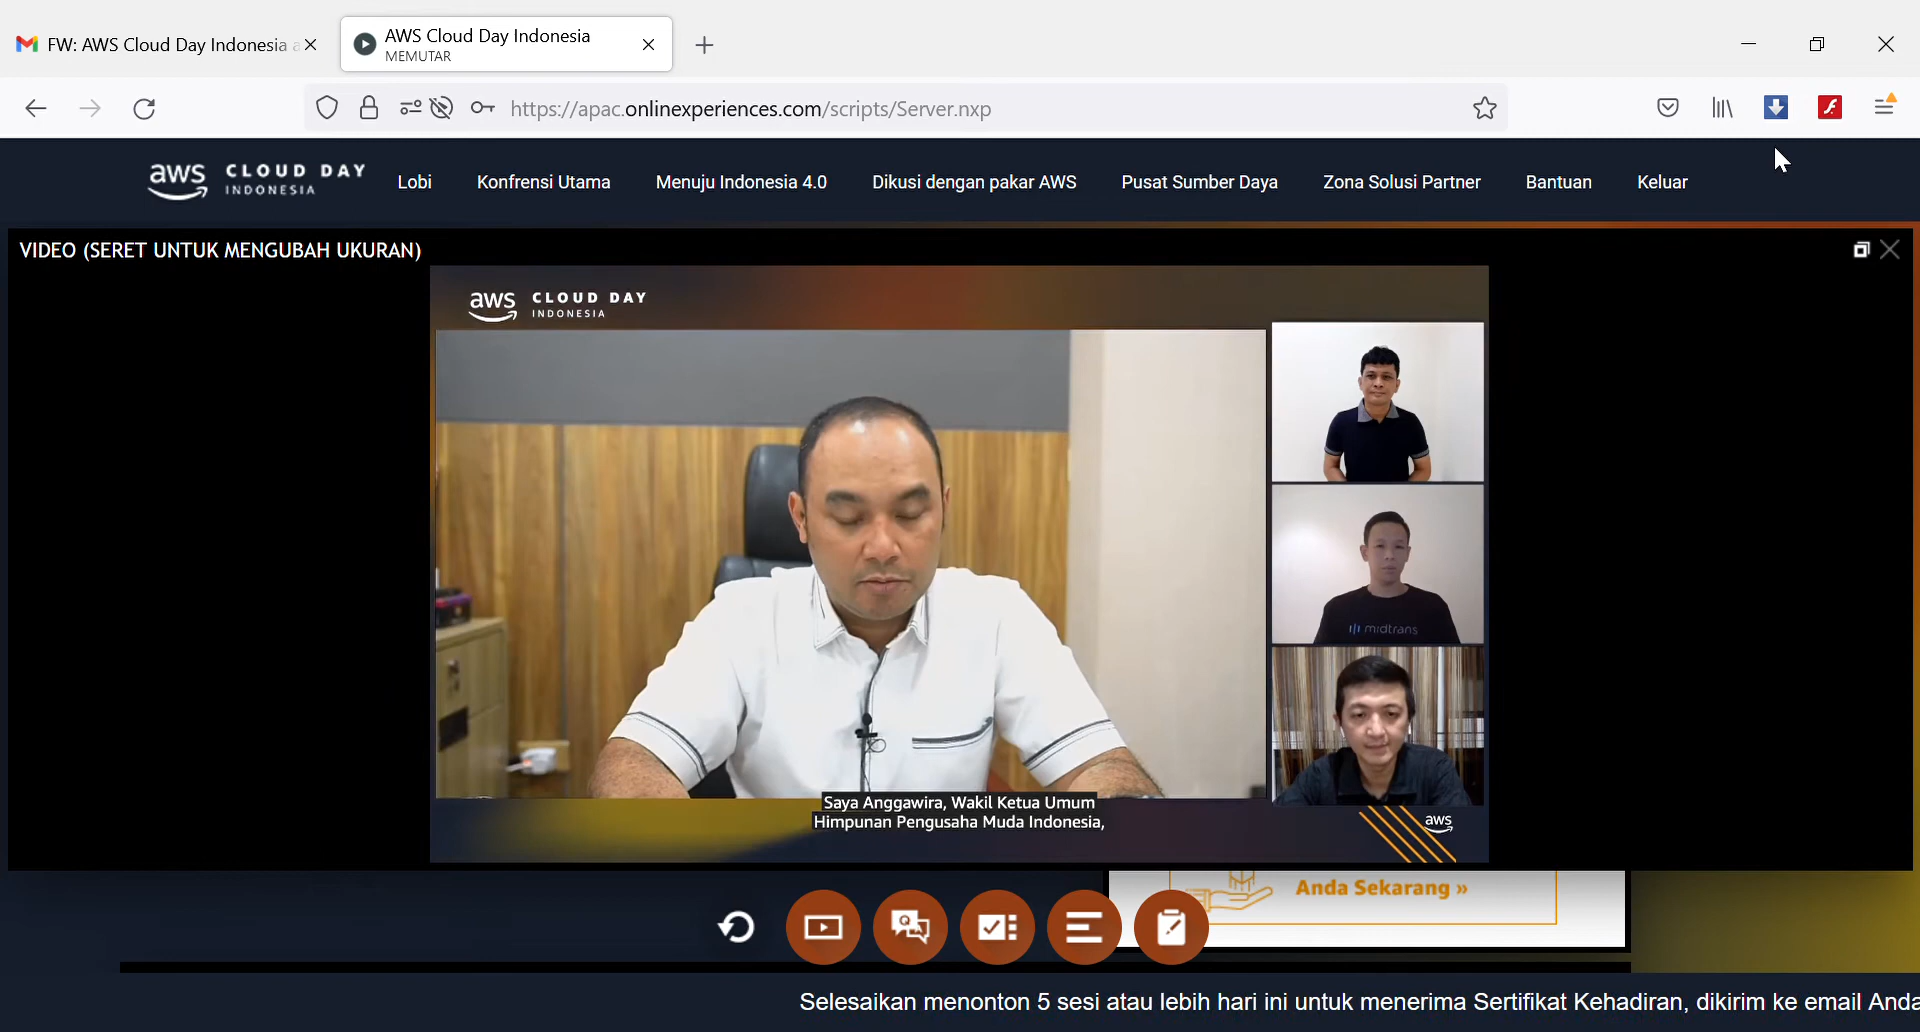 FW: AWS Cloud Day Indonesia a
AWS Cloud Day Indonesia
MEMUTAR
https://apac.onlinexperiences.com/scripts/Server.nxp
aws CLOUD DAY
INDONESIA
Lobi
Konfrensi Utama
Menuju Indonesia 4.0
Dikusi dengan pakar AWS
Pusat Sumber Daya
Zona Solusi Partner
Bantuan
Keluar
VIDEO (SERET UNTUK MENGUBAH UKURAN)
aws CLOUD DAY
INDONESIA
midtrans
Saya Anggawira, Wakil Ketua Umum
Himpunan Pengusaha Muda Indonesia,
aws
Anda Sekarang »
Q
A
Selesaikan menonton 5 sesi atau lebih hari ini untuk menerima Sertifikat Kehadiran, dikirim ke email Anda